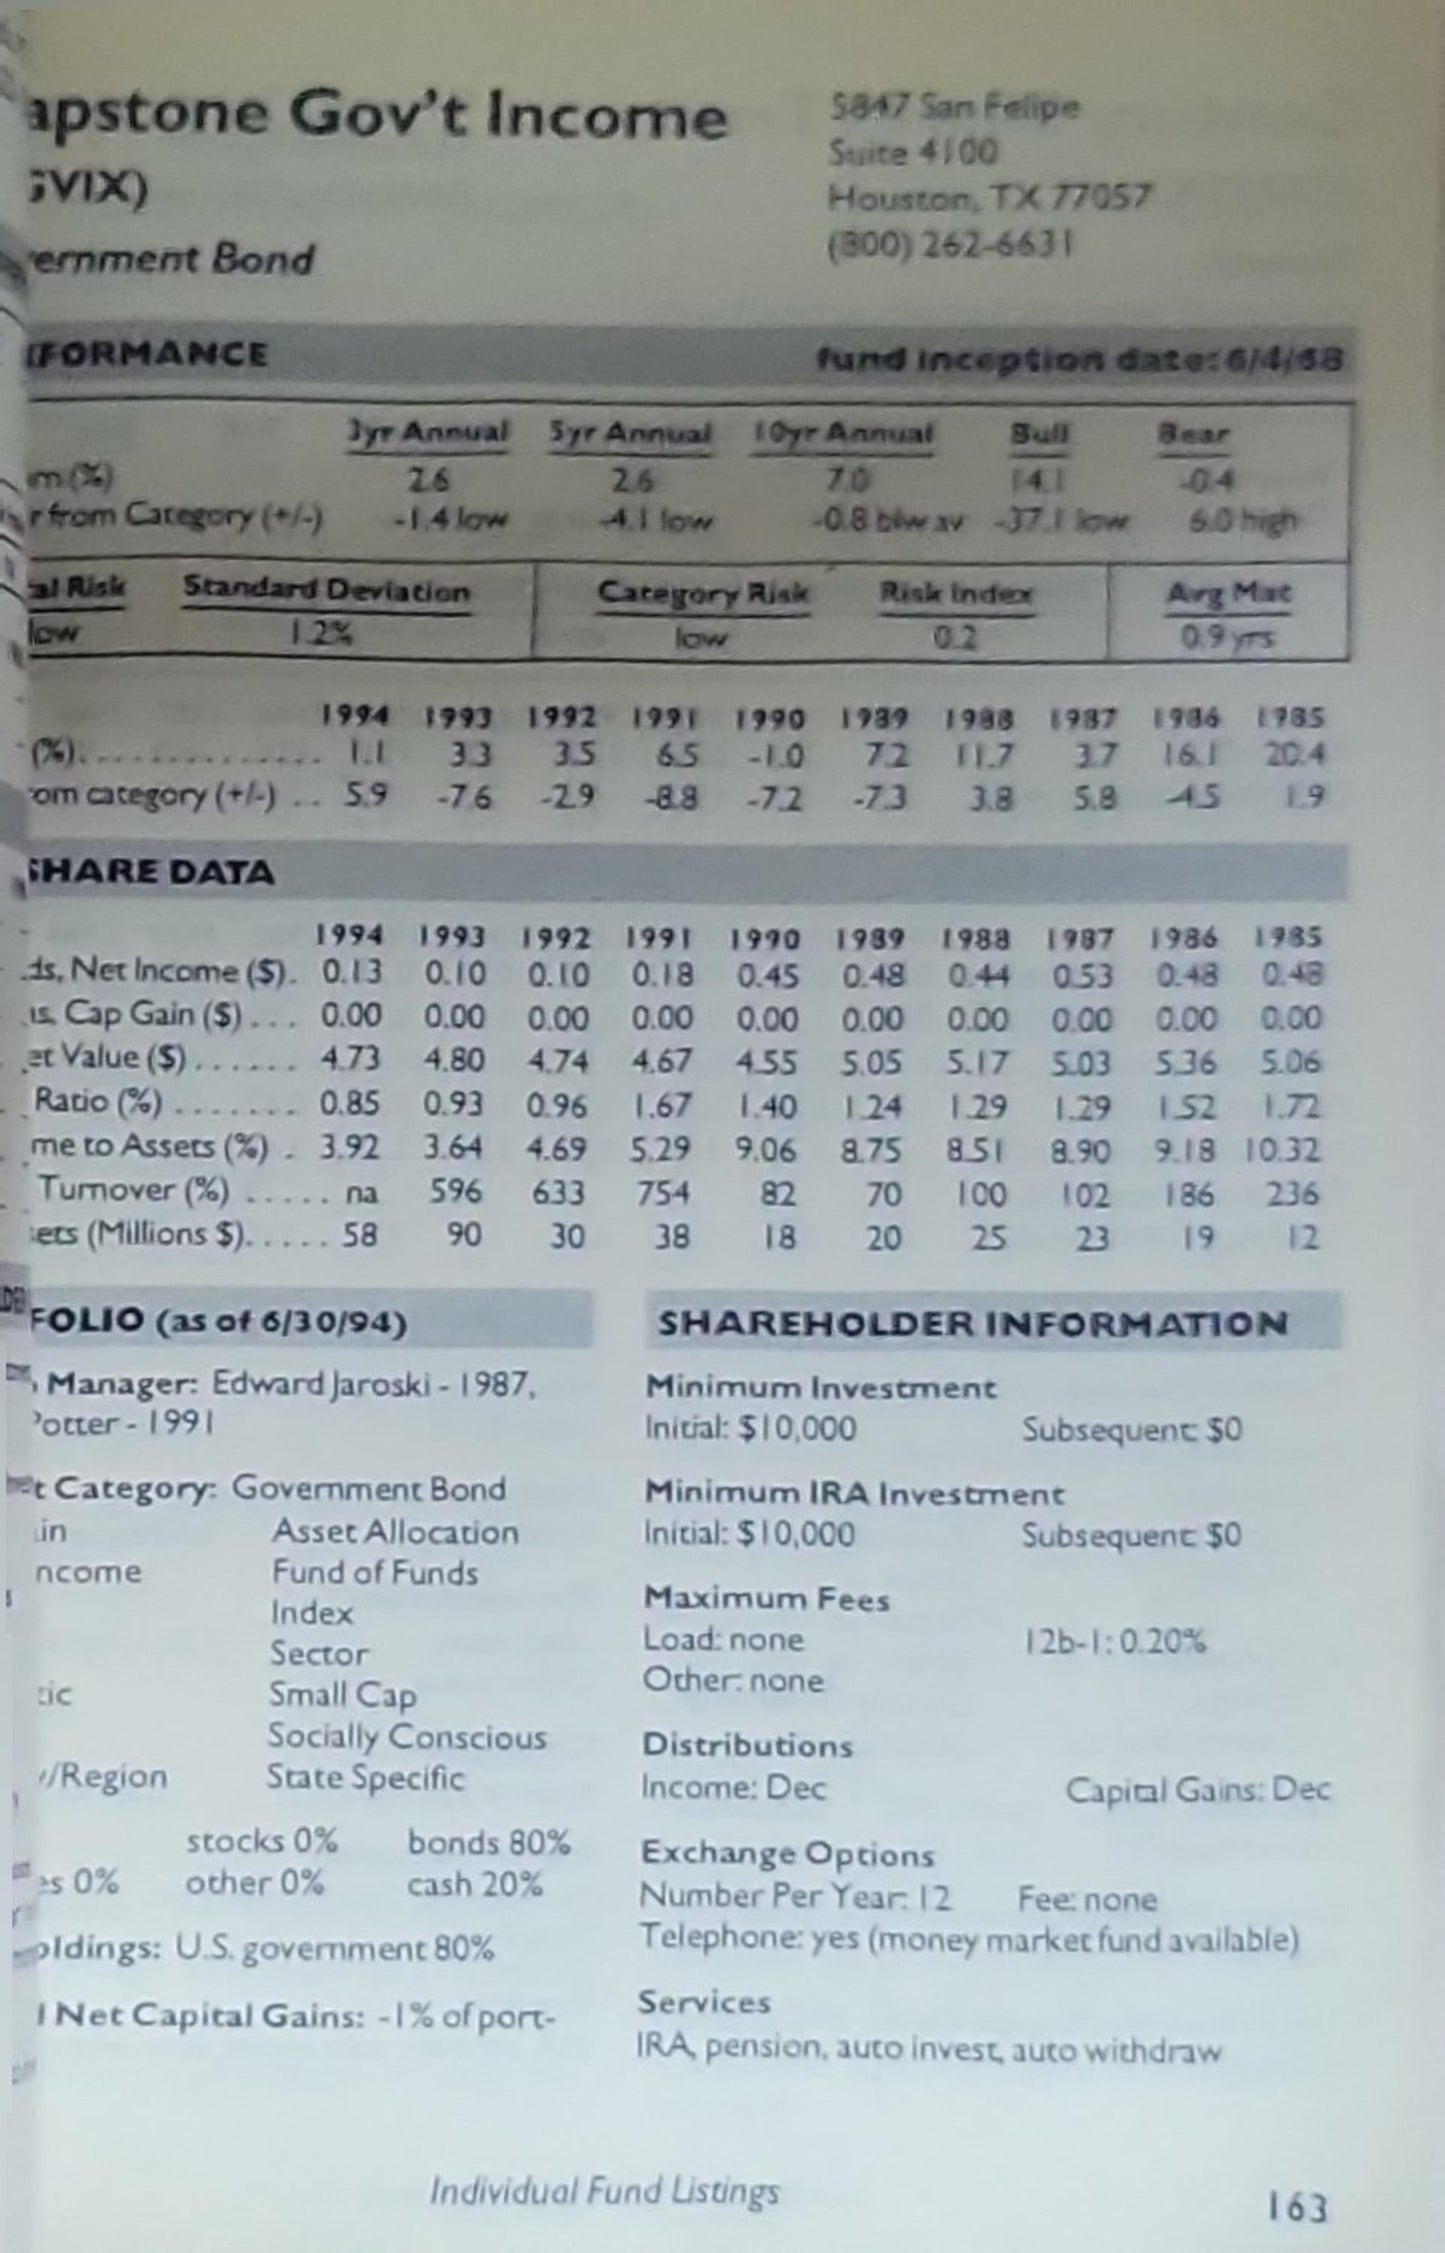 apstone Gov't Income
GVIX)
ernment Bond
5847 San Felipe
Suite 4100
Houston, TX 77057
(800) 262-6631
FORMANCE fund inception date: 6/4/68
3yr Annual 5yr Annual 10yr Annual Bull Bear
rn (%) 2.6 2.6 7.0 14.1 -0.4
r from Category (+/-) -1.4 low -4.1 low -0.8 blw av -37.1 low 6.0 high
al Risk Standard Deviation Category Risk Risk Index Avg Mat
low 1.2% low 0.2 0.9 yrs
1994 1993 1992 1991 1990 1989 1988 1987 1986 1985
(%).............. 1.1 3.3 3.5 6.5 -1.0 7.2 11.7 3.7 16.1 20.4
om category (+/-) .. 5.9 -7.6 -2.9 -8.8 -7.2 -7.3 3.8 5.8 -4.5 1.9
SHARE DATA
1994 1993 1992 1991 1990 1989 1988 1987 1986 1985
ds, Net Income ($). 0.13 0.10 0.10 0.18 0.45 0.48 0.44 0.53 0.48 0.48
is, Cap Gain ($) ... 0.00 0.00 0.00 0.00 0.00 0.00 0.00 0.00 0.00 0.00
et Value ($) ...... 4.73 4.80 4.74 4.67 4.55 5.05 5.17 5.03 5.36 5.06
Ratio (%) ....... 0.85 0.93 0.96 1.67 1.40 1.24 1.29 1.29 1.52 1.72
me to Assets (%) . 3.92 3.64 4.69 5.29 9.06 8.75 8.51 8.90 9.18 10.32
Turnover (%) ..... na 596 633 754 82 70 100 102 186 236
ets (Millions $)..... 58 90 30 38 18 20 25 23 19 12
FOLIO (as of 6/30/94)
Manager: Edward Jaroski - 1987,
Potter - 1991
t Category: Government Bond
in Asset Allocation
ncome Fund of Funds
Index
Sector
tic Small Cap
Socially Conscious
/Region State Specific
stocks 0% bonds 80%
es 0% other 0% cash 20%
oldings: U.S. government 80%
l Net Capital Gains: -1% of port-
SHAREHOLDER INFORMATION
Minimum Investment
Initial: $10,000 Subsequent: $0
Minimum IRA Investment
Initial: $10,000 Subsequent: $0
Maximum Fees
Load: none 12b-1: 0.20%
Other: none
Distributions
Income: Dec Capital Gains: Dec
Exchange Options
Number Per Year: 12 Fee: none
Telephone: yes (money market fund available)
Services
IRA, pension, auto invest, auto withdraw
Individual Fund Listings 163